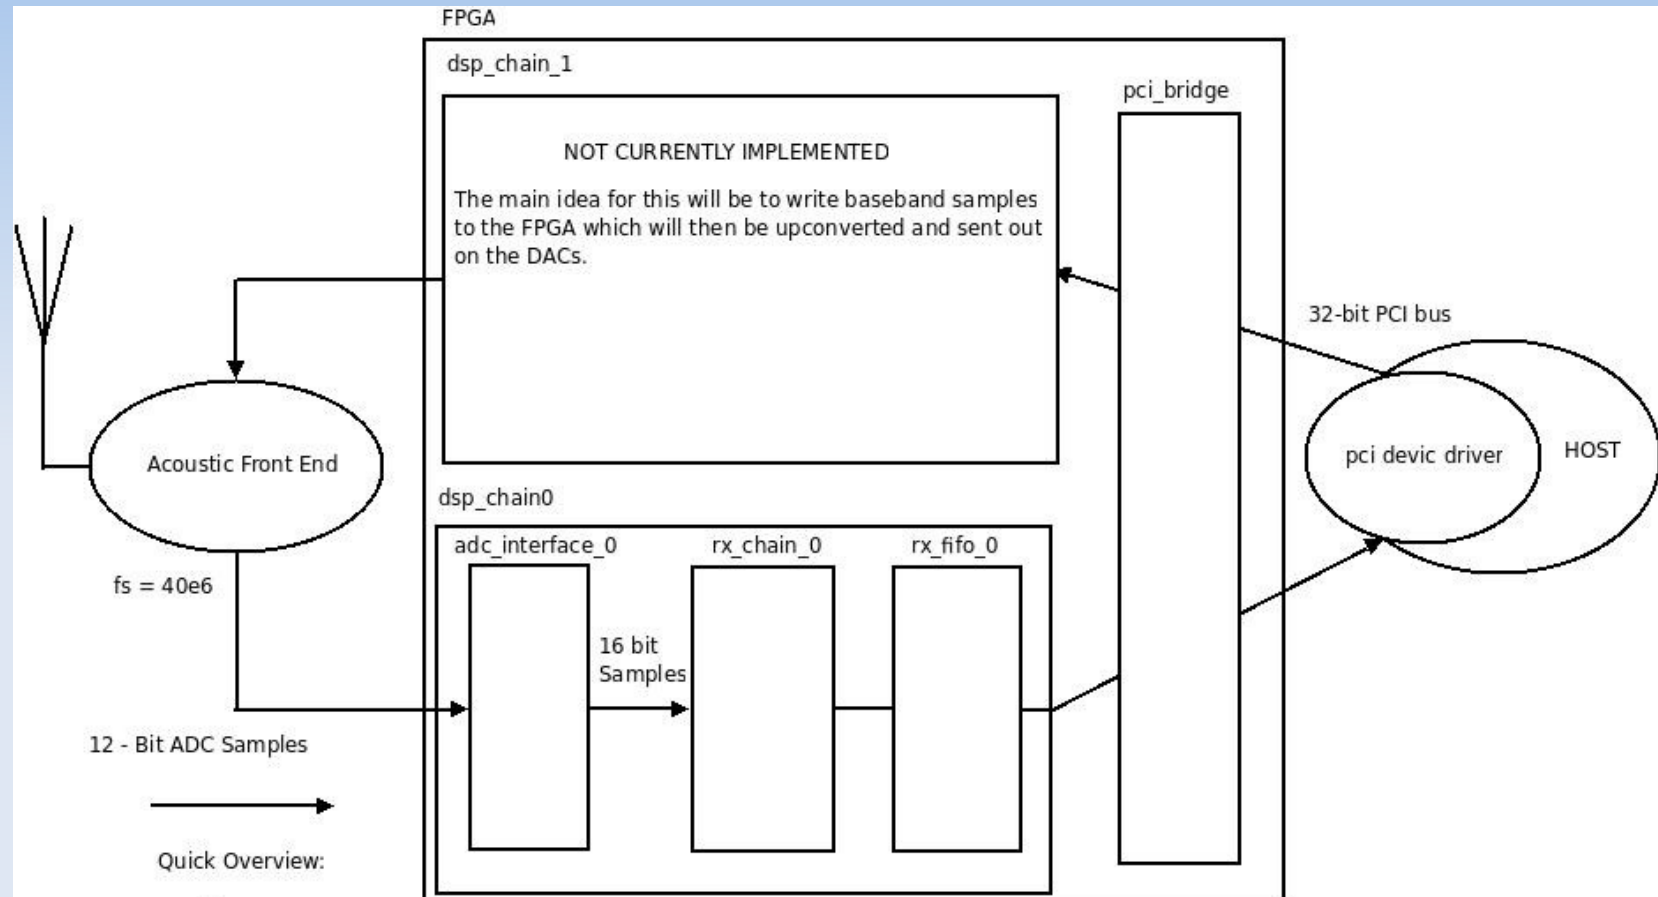 FPGA
dsp_chain_1
pci_bridge
NOT CURRENTLY IMPLEMENTED
The main idea for this will be to write baseband samples
to the FPGA which will then be upconverted and sent out
on the DACs.
32-bit PCI bus
Acoustic Front End
pci devic driver
HOST
dsp_chain0
adc_interface_0
rx_chain_0
rx_fifo_0
fs = 40e6
16 bit
Samples
12 - Bit ADC Samples
Quick Overview: